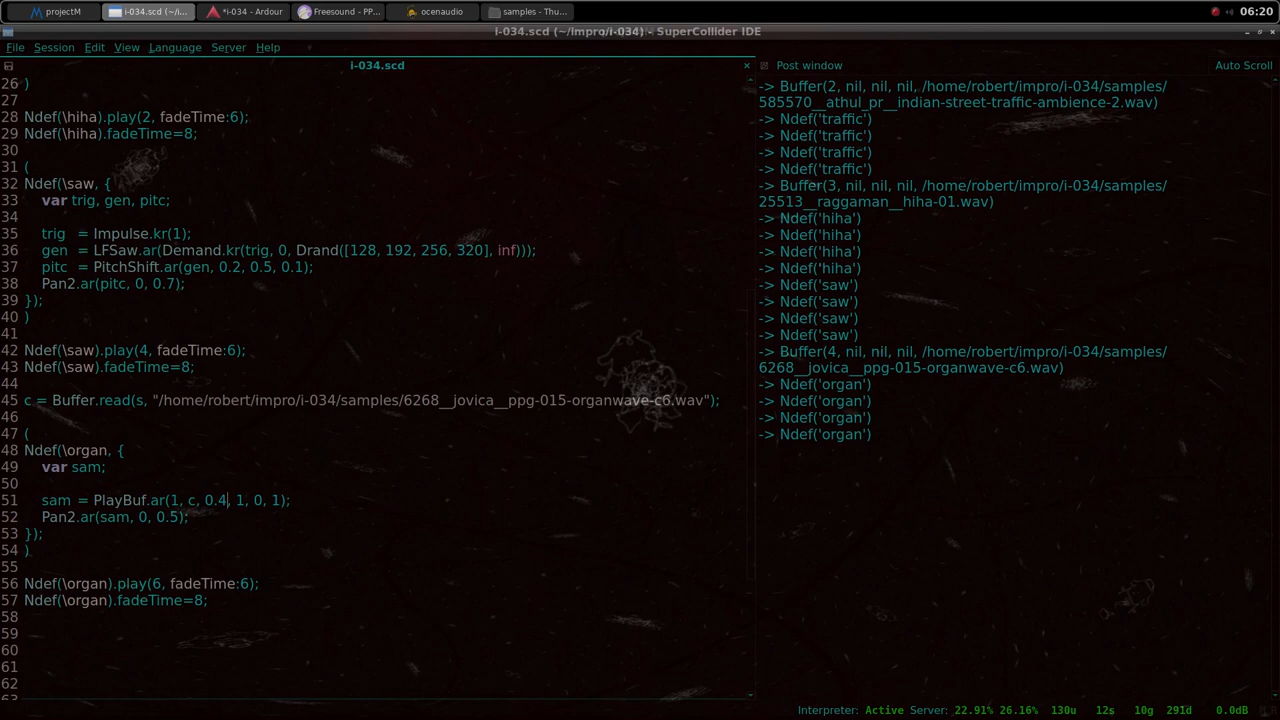 projectM
i-034.scd (~/i...
*i-034 - Ardour
Freesound - PP...
ocenaudio
samples - Thu...
06:20
i-034.scd (~/impro/i-034) - SuperCollider IDE
File Session Edit View Language Server Help
i-034.scd
Post window
Auto Scroll
26 )
27
28 Ndef(\hiha).play(2, fadeTime:6);
29 Ndef(\hiha).fadeTime=8;
30
31 (
32 Ndef(\saw, {
33 var trig, gen, pitc;
34
35 trig = Impulse.kr(1);
36 gen = LFSaw.ar(Demand.kr(trig, 0, Drand([128, 192, 256, 320], inf)));
37 pitc = PitchShift.ar(gen, 0.2, 0.5, 0.1);
38 Pan2.ar(pitc, 0, 0.7);
39 });
40 )
41
42 Ndef(\saw).play(4, fadeTime:6);
43 Ndef(\saw).fadeTime=8;
44
45 c = Buffer.read(s, "/home/robert/impro/i-034/samples/6268__jovica__ppg-015-organwave-c6.wav");
46
47 (
48 Ndef(\organ, {
49 var sam;
50
51 sam = PlayBuf.ar(1, c, 0.4, 1, 0, 1);
52 Pan2.ar(sam, 0, 0.5);
53 });
54 )
55
56 Ndef(\organ).play(6, fadeTime:6);
57 Ndef(\organ).fadeTime=8;
58
59
60
61
62
63
-> Buffer(2, nil, nil, nil, /home/robert/impro/i-034/samples/
585570__athul_pr__indian-street-traffic-ambience-2.wav)
-> Ndef('traffic')
-> Ndef('traffic')
-> Ndef('traffic')
-> Ndef('traffic')
-> Buffer(3, nil, nil, nil, /home/robert/impro/i-034/samples/
25513__raggaman__hiha-01.wav)
-> Ndef('hiha')
-> Ndef('hiha')
-> Ndef('hiha')
-> Ndef('hiha')
-> Ndef('saw')
-> Ndef('saw')
-> Ndef('saw')
-> Ndef('saw')
-> Buffer(4, nil, nil, nil, /home/robert/impro/i-034/samples/
6268__jovica__ppg-015-organwave-c6.wav)
-> Ndef('organ')
-> Ndef('organ')
-> Ndef('organ')
-> Ndef('organ')
Interpreter: Active Server: 22.91% 26.16% 130u 12s 10g 291d 0.0dB